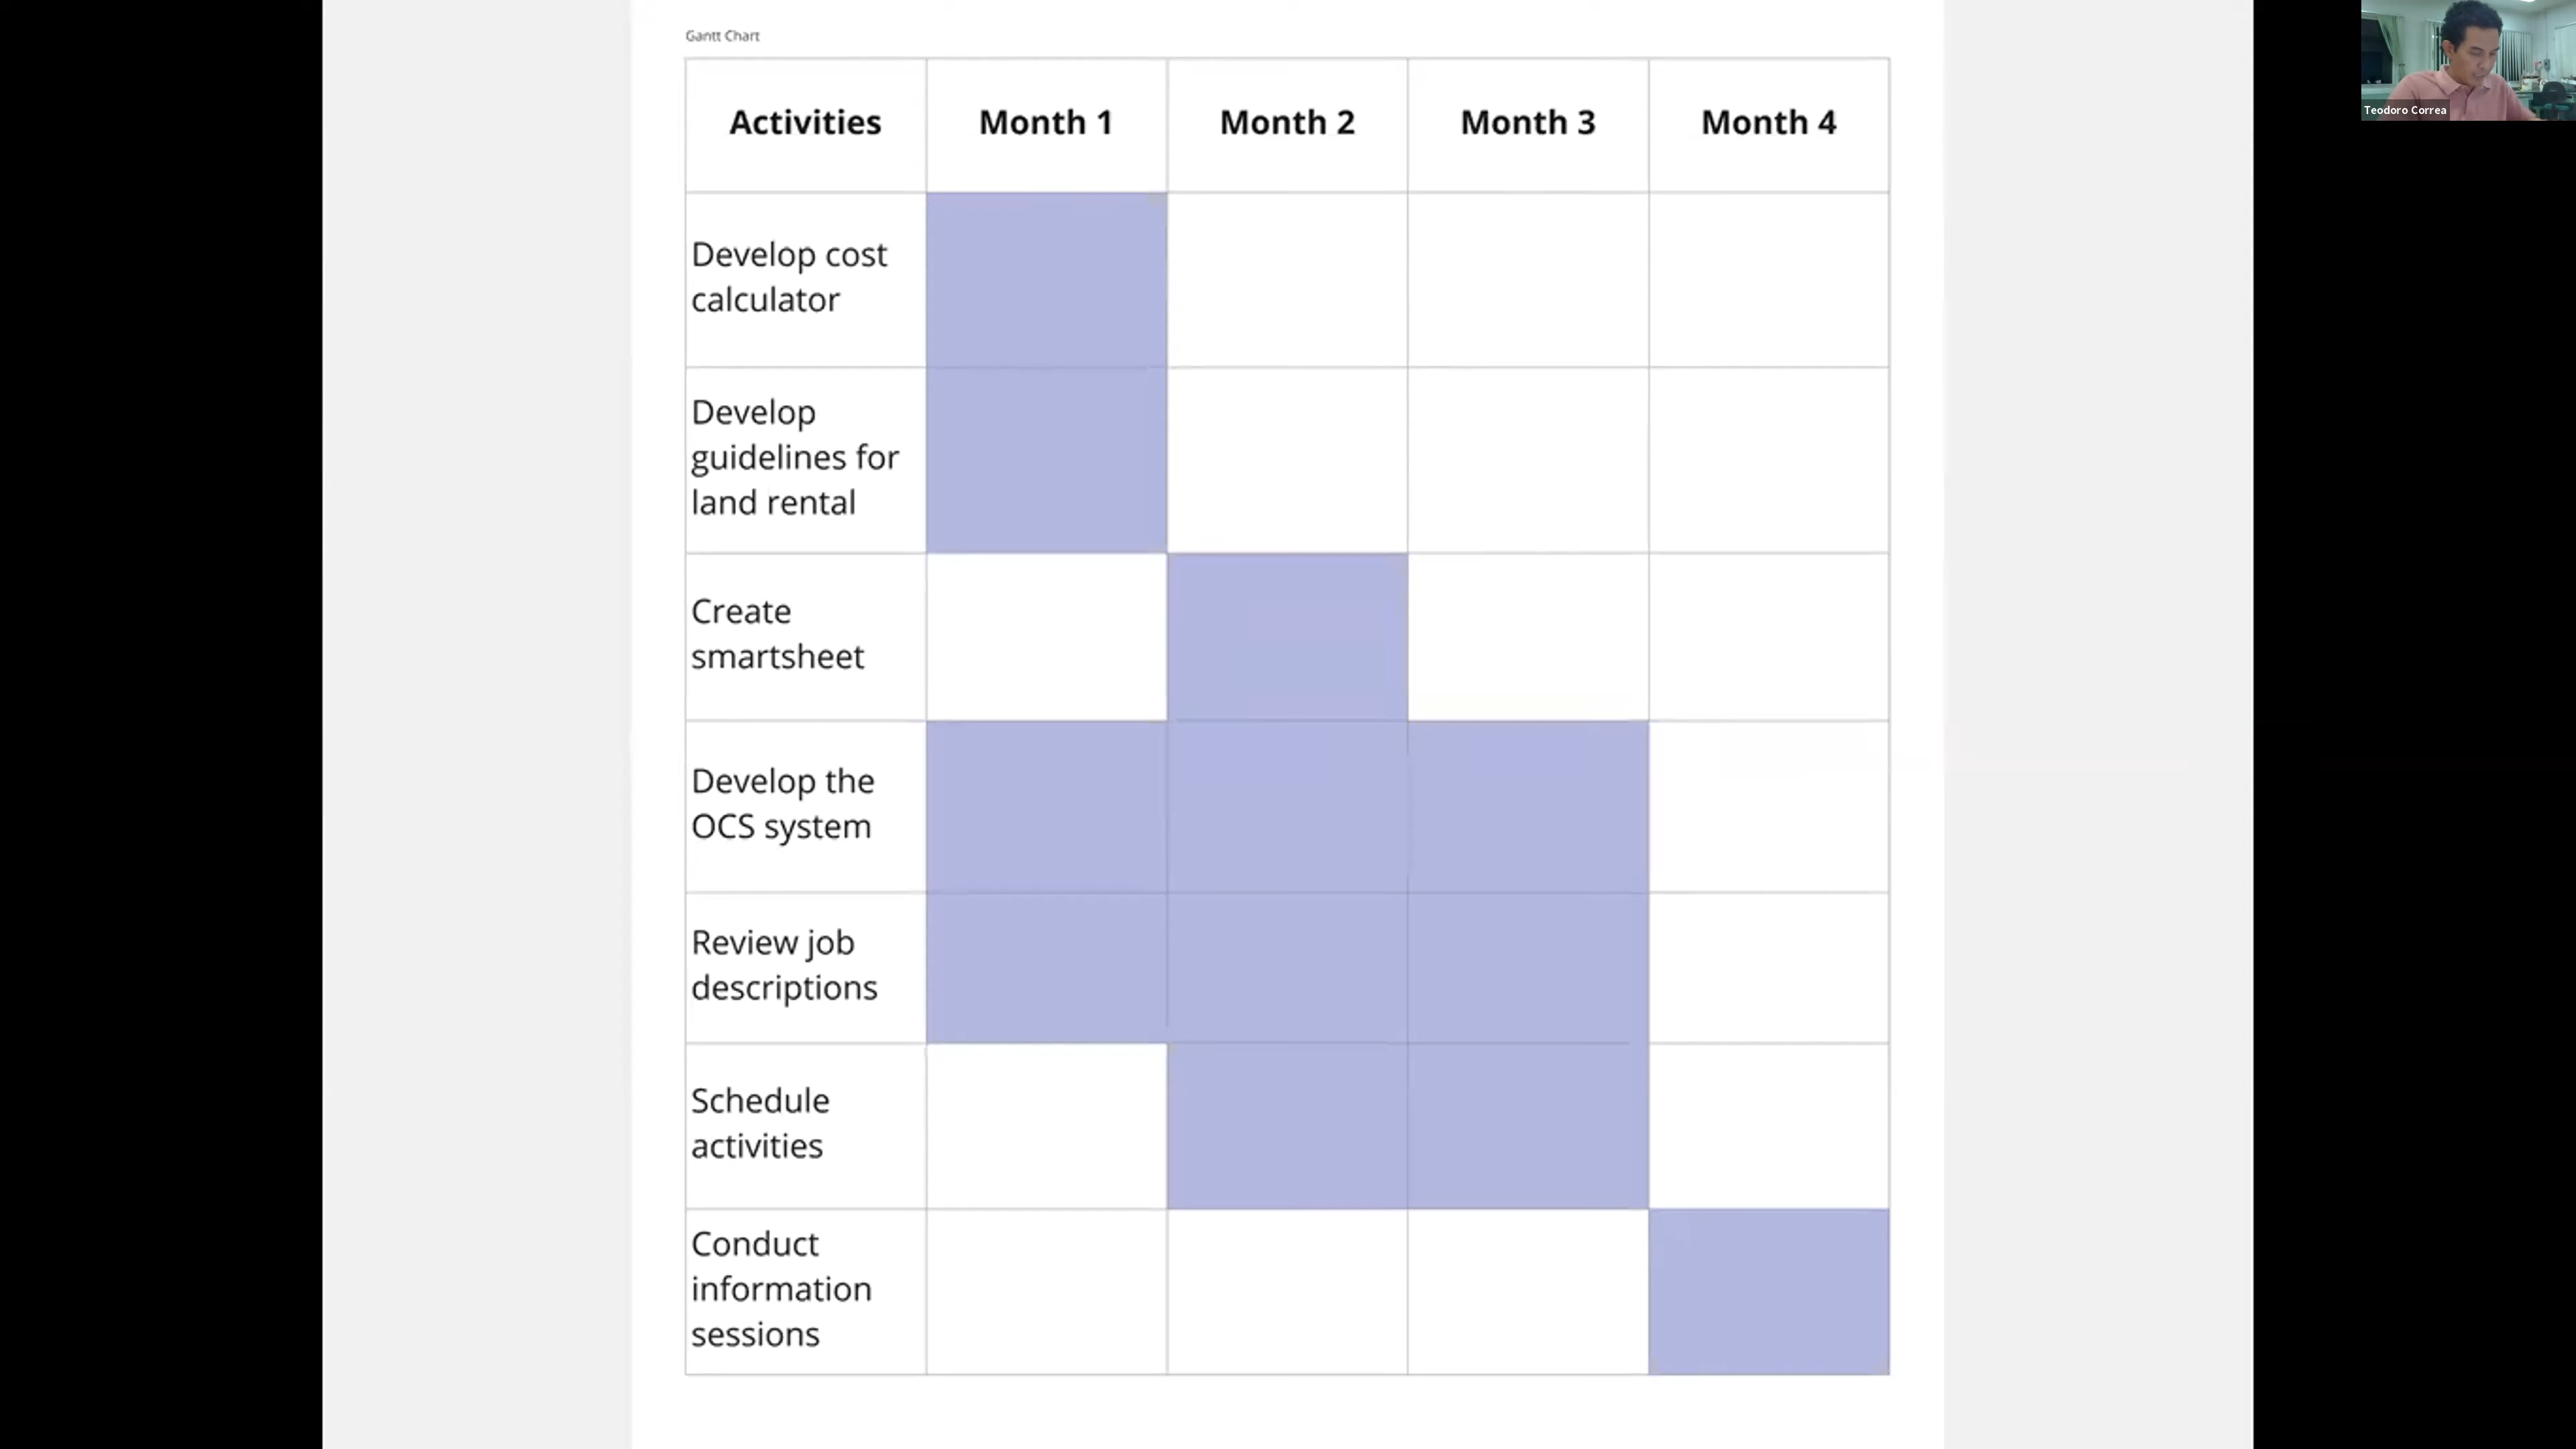 Gantt Chart
Activities Month 1 Month 2 Month 3 Month 4
Develop cost
calculator
Develop
guidelines for
land rental
Create
smartsheet
Develop the
OCS system
Review job
descriptions
Schedule
activities
Conduct
information
sessions
Teodoro Correa